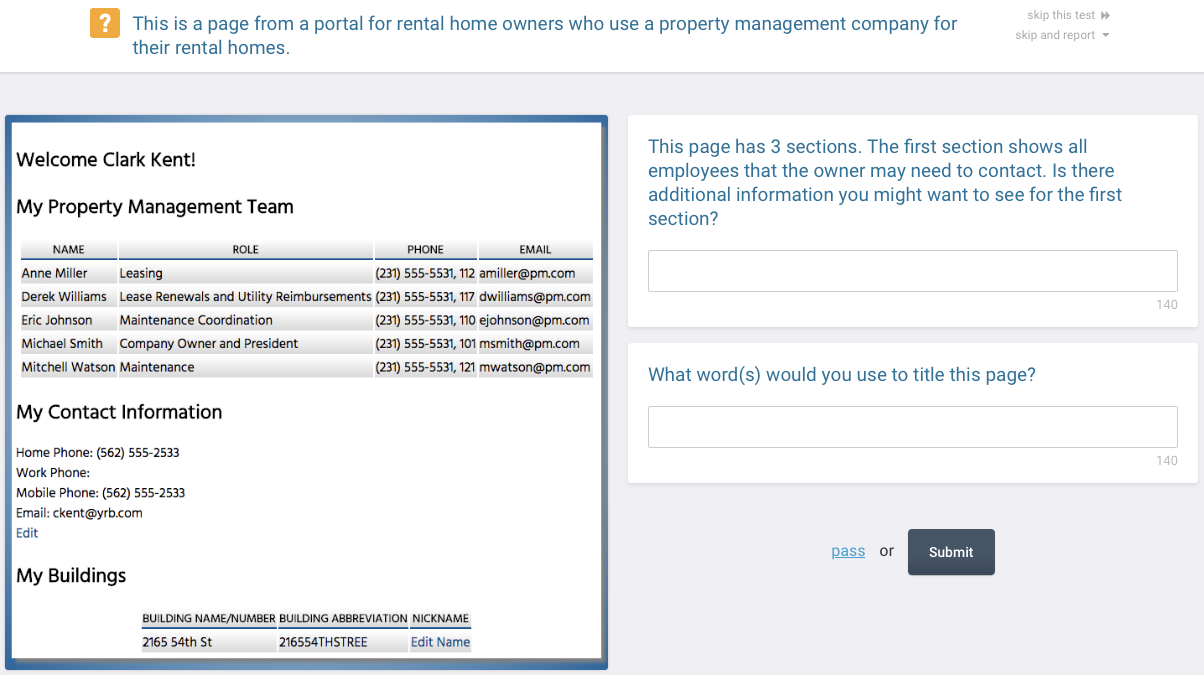 ?
This is a page from a portal for rental home owners who use a property management company for
their rental homes.
skip this test
skip and report
Welcome Clark Kent!
My Property Management Team
NAME ROLE PHONE EMAIL
Anne Miller Leasing (231) 555-5531, 112 amiller@pm.com
Derek Williams Lease Renewals and Utility Reimbursements (231) 555-5531, 117 dwilliams@pm.com
Eric Johnson Maintenance Coordination (231) 555-5531, 110 ejohnson@pm.com
Michael Smith Company Owner and President (231) 555-5531, 101 msmith@pm.com
Mitchell Watson Maintenance (231) 555-5531, 121 mwatson@pm.com
My Contact Information
Home Phone: (562) 555-2533
Work Phone:
Mobile Phone: (562) 555-2533
Email: ckent@yrb.com
Edit
My Buildings
BUILDING NAME/NUMBER BUILDING ABBREVIATION NICKNAME
2165 54th St 216554THSTREE Edit Name
This page has 3 sections. The first section shows all
employees that the owner may need to contact. Is there
additional information you might want to see for the first
section?
140
What word(s) would you use to title this page?
140
pass or Submit